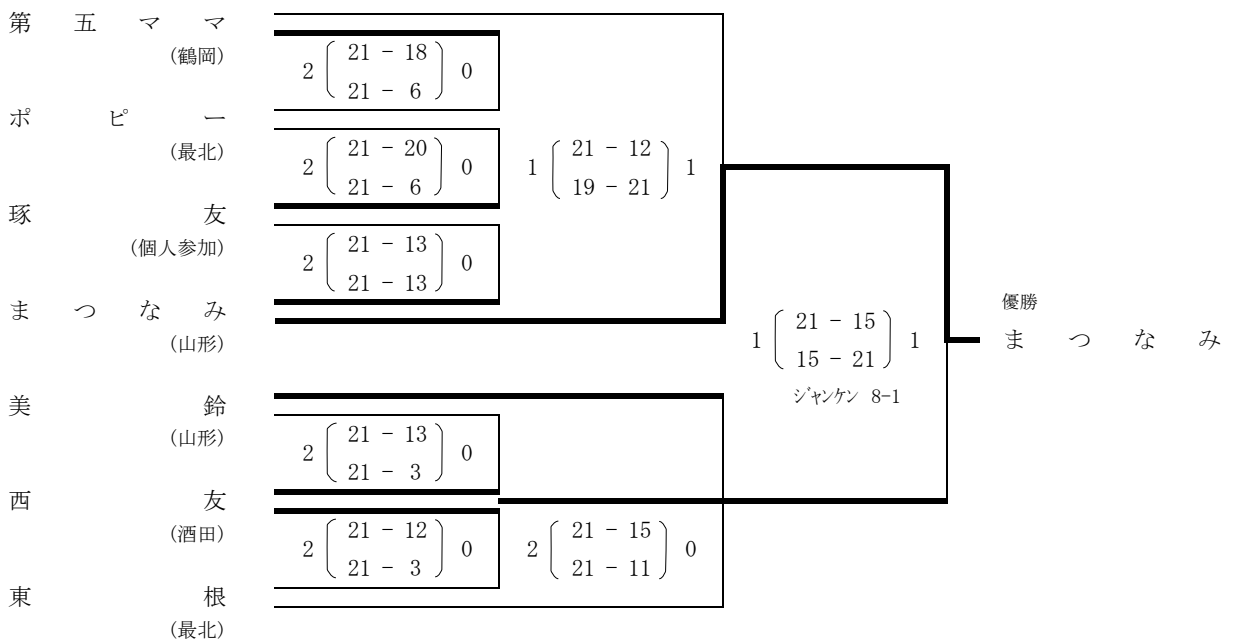 第五ママ
(鶴岡)
2 21 - 18 0
21 - 6
ポピー
(最北)
2 21 - 20 0
21 - 6
1 21 - 12 1
19 - 21
琢友
(個人参加)
2 21 - 13 0
21 - 13
まつなみ
(山形)
1 21 - 15 1
15 - 21
ジャンケン 8-1
優勝
まつなみ
美鈴
(山形)
2 21 - 13 0
21 - 3
西友
(酒田)
2 21 - 12 0
21 - 3
2 21 - 15 0
21 - 11
東根
(最北)